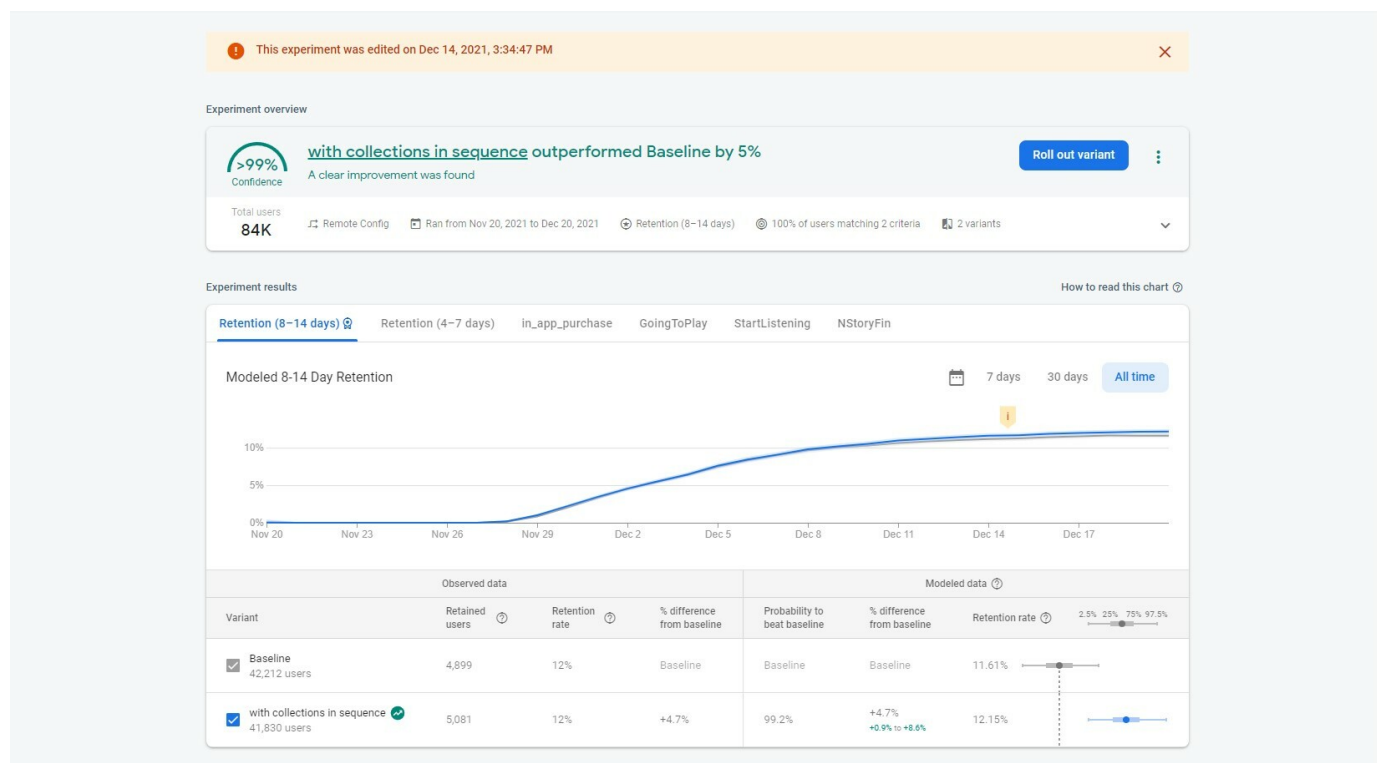 This experiment was edited on Dec 14, 2021, 3:34:47 PM
Experiment overview
>99%
Confidence
with collections in sequence outperformed Baseline by 5%
A clear improvement was found
Roll out variant
Total users
84K
Remote Config
Ran from Nov 20, 2021 to Dec 20, 2021
Retention (8–14 days)
100% of users matching 2 criteria
2 variants
Experiment results
How to read this chart
Retention (8–14 days) Retention (4–7 days) in_app_purchase GoingToPlay StartListening NStoryFin
Modeled 8-14 Day Retention
7 days 30 days All time
10%
5%
0%
Nov 20 Nov 23 Nov 26 Nov 29 Dec 2 Dec 5 Dec 8 Dec 11 Dec 14 Dec 17
Observed data Modeled data
Variant
Retained users
Retention rate
% difference from baseline
Probability to beat baseline
% difference from baseline
Retention rate
2.5% 25% 75% 97.5%
Baseline
42,212 users
4,899 12% Baseline Baseline Baseline 11.61%
with collections in sequence
41,830 users
5,081 12% +4.7% 99.2% +4.7% 12.15%
+0.9% to +8.6%